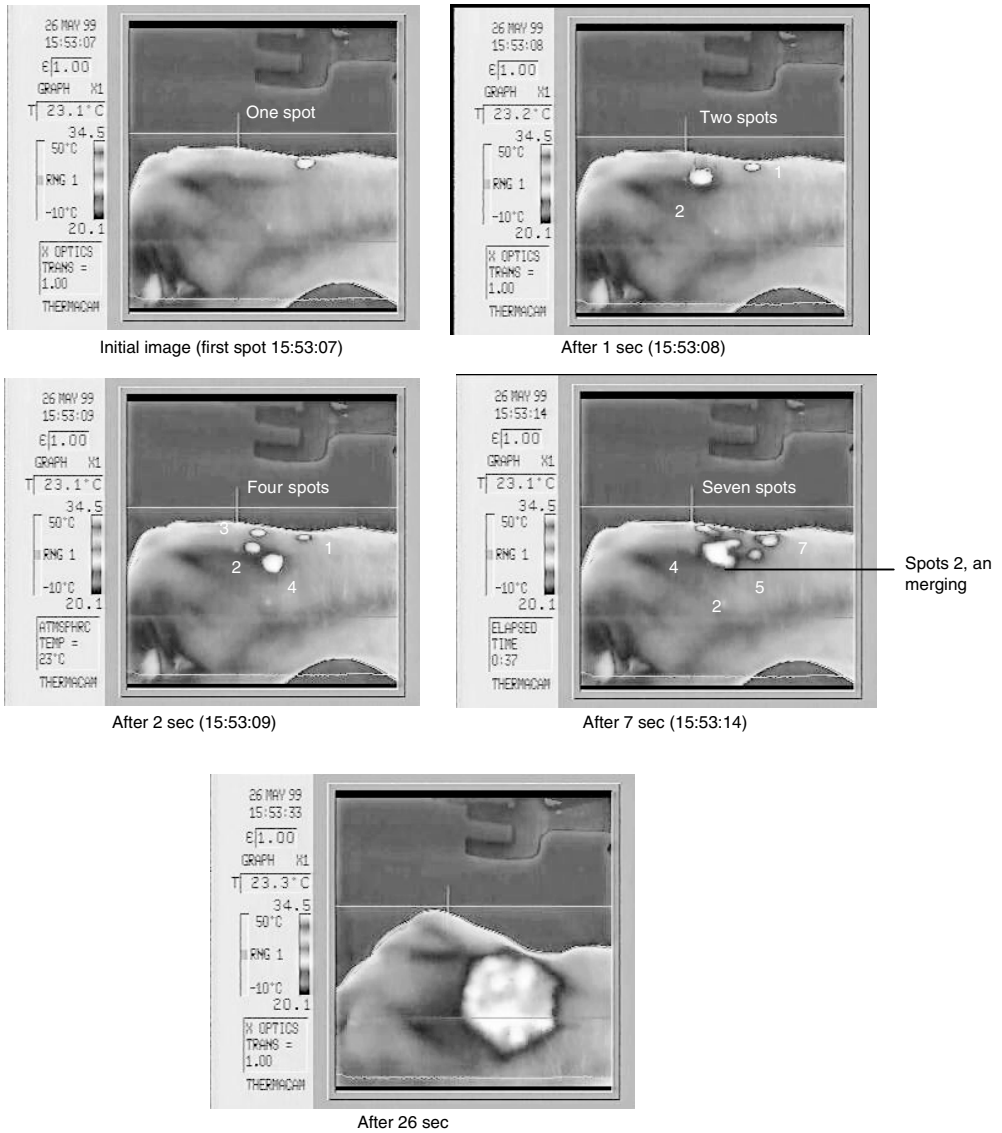 26 MAY 99
15:53:07
ε 1.00
GRAPH X1
T 23.1°C
34.5
50°C
RNG 1
-10°C
20.1
X OPTICS
TRANS =
1.00
THERMACAM
One spot
Initial image (first spot 15:53:07)
26 MAY 99
15:53:08
ε 1.00
GRAPH X1
T 23.2°C
34.5
50°C
RNG 1
-10°C
20.1
X OPTICS
TRANS =
1.00
THERMACAM
Two spots
1
2
After 1 sec (15:53:08)
26 MAY 99
15:53:09
ε 1.00
GRAPH X1
T 23.1°C
34.5
50°C
RNG 1
-10°C
20.1
ATMSPHRC
TEMP =
23°C
THERMACAM
Four spots
3
1
2
4
After 2 sec (15:53:09)
26 MAY 99
15:53:14
ε 1.00
GRAPH X1
T 23.1°C
34.5
50°C
RNG 1
-10°C
20.1
ELAPSED
TIME
0:37
THERMACAM
Seven spots
7
4
5
2
Spots 2, an
merging
After 7 sec (15:53:14)
26 MAY 99
15:53:33
ε 1.00
GRAPH X1
T 23.3°C
34.5
50°C
RNG 1
-10°C
20.1
X OPTICS
TRANS =
1.00
THERMACAM
After 26 sec